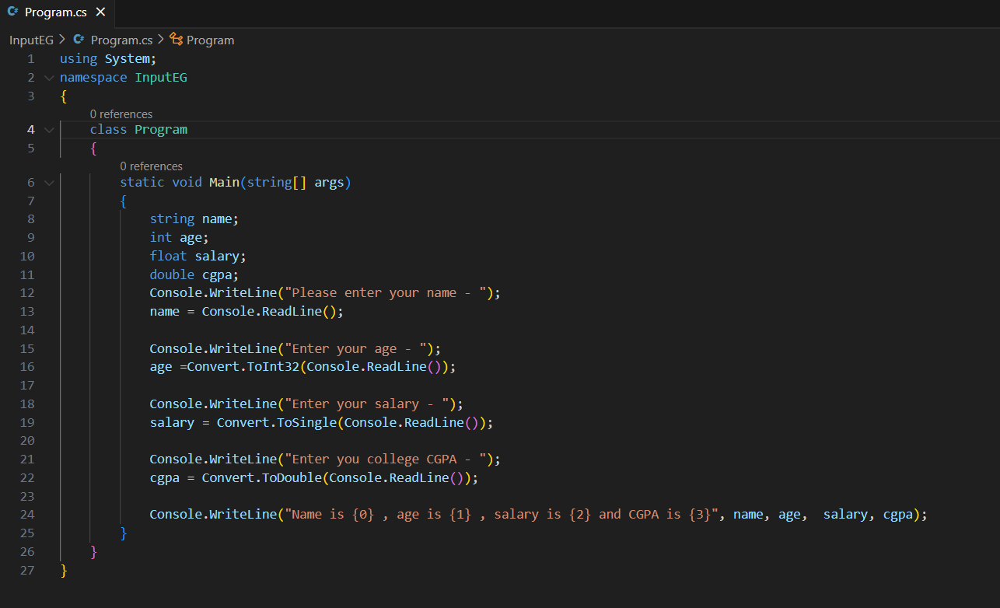 C# Program.cs ×
InputEG > C# Program.cs > Program
1 using System;
2 namespace InputEG
3 {
0 references
4 class Program
5 {
0 references
6 static void Main(string[] args)
7 {
8 string name;
9 int age;
10 float salary;
11 double cgpa;
12 Console.WriteLine("Please enter your name - ");
13 name = Console.ReadLine();
14
15 Console.WriteLine("Enter your age - ");
16 age =Convert.ToInt32(Console.ReadLine());
17
18 Console.WriteLine("Enter your salary - ");
19 salary = Convert.ToSingle(Console.ReadLine());
20
21 Console.WriteLine("Enter you college CGPA - ");
22 cgpa = Convert.ToDouble(Console.ReadLine());
23
24 Console.WriteLine("Name is {0} , age is {1} , salary is {2} and CGPA is {3}", name, age,  salary, cgpa);
25 }
26 }
27 }